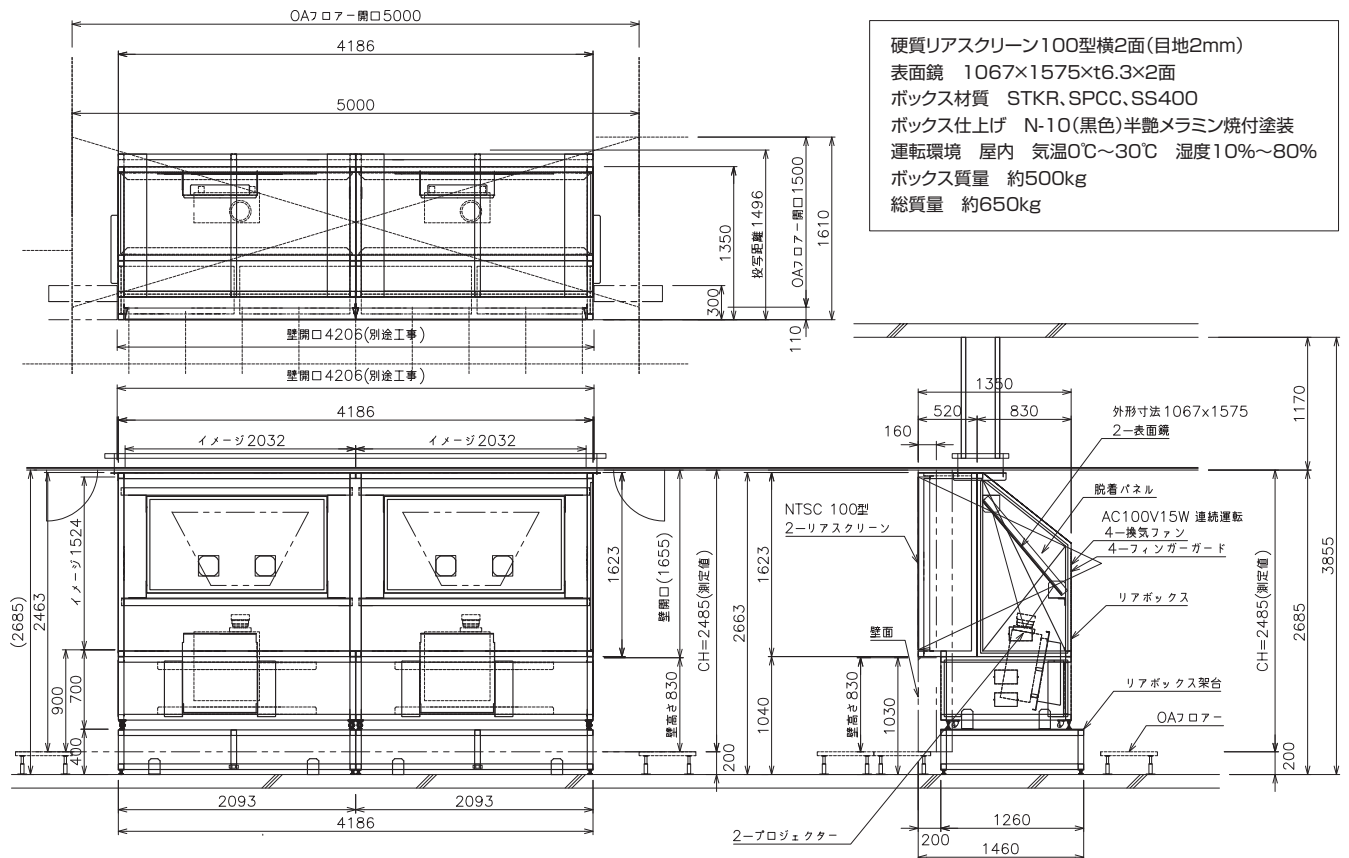 OAフロアー開口5000
4186
5000
1350
投写距離1496
OAフロアー開口1500
1610
300
110
壁開口4206(別途工事)
硬質リアスクリーン100型横2面(目地2mm)
表面鏡 1067×1575×t6.3×2面
ボックス材質 STKR、SPCC、SS400
ボックス仕上げ N-10(黒色)半艶メラミン焼付塗装
運転環境 屋内 気温0℃〜30℃ 湿度10%〜80%
ボックス質量 約500kg
総質量 約650kg
壁開口4206(別途工事)
4186
イメージ2032
イメージ2032
(2685)
2463
イメージ1524
900
700
400
1623
壁開口(1655)
壁高さ830
CH=2485(測定値)
200
2093
2093
4186
1350
520
830
160
外形寸法1067x1575
2ー表面鏡
脱着パネル
AC100V15W 連続運転
4ー換気ファン
4ーフィンガーガード
NTSC 100型
2ーリアスクリーン
リアボックス
壁面
リアボックス架台
OAフロアー
2663
1623
1040
壁高さ830
1030
1170
3855
CH=2485(測定値)
2685
200
2ープロジェクター
200
1260
1460